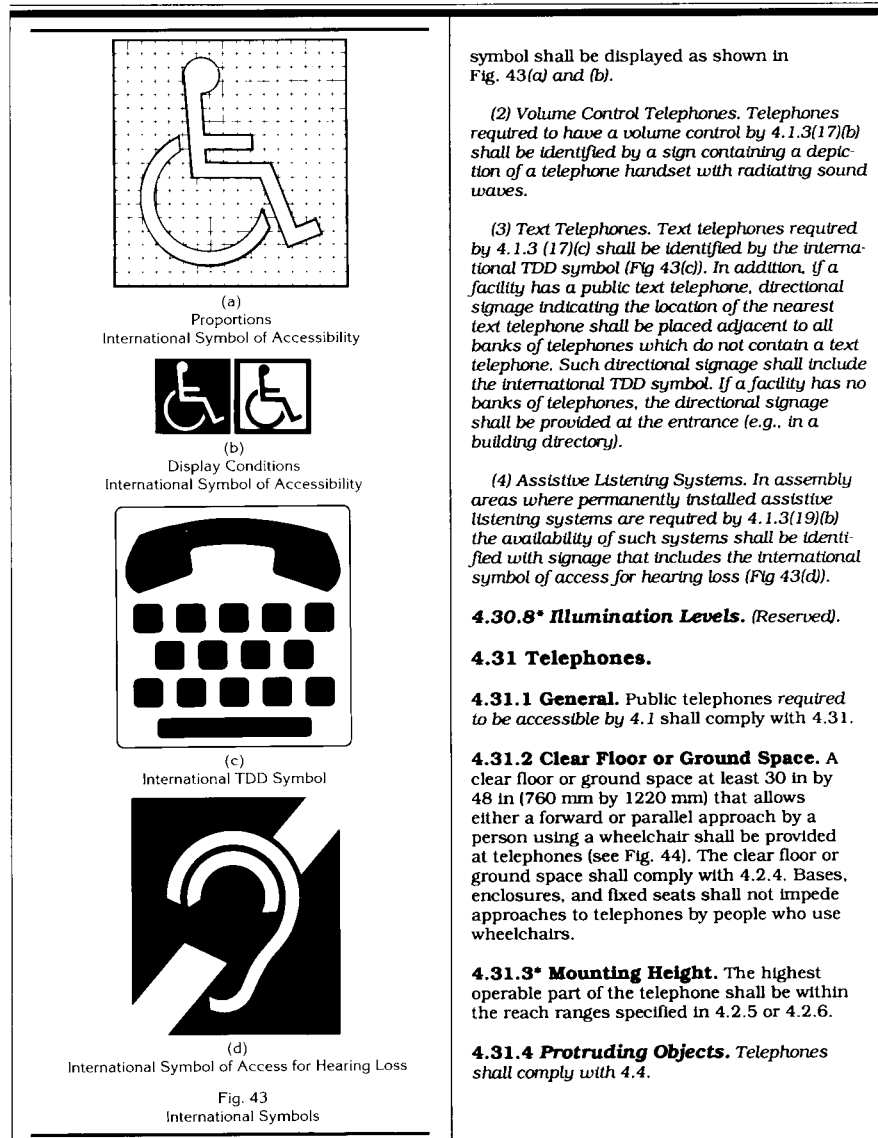 (a)
Proportions
International Symbol of Accessibility
(b)
Display Conditions
International Symbol of Accessibility
(c)
International TDD Symbol
(d)
International Symbol of Access for Hearing Loss
Fig. 43
International Symbols
symbol shall be displayed as shown in
Fig. 43(a) and (b).
(2) Volume Control Telephones. Telephones
required to have a volume control by 4.1.3(17)(b)
shall be identified by a sign containing a depic-
tion of a telephone handset with radiating sound
waves.
(3) Text Telephones. Text telephones required
by 4.1.3 (17)(c) shall be identified by the interna-
tional TDD symbol (Fig 43(c)). In addition, if a
facility has a public text telephone, directional
signage indicating the location of the nearest
text telephone shall be placed adjacent to all
banks of telephones which do not contain a text
telephone. Such directional signage shall include
the international TDD symbol. If a facility has no
banks of telephones, the directional signage
shall be provided at the entrance (e.g., in a
building directory).
(4) Assistive Listening Systems. In assembly
areas where permanently installed assistive
listening systems are required by 4.1.3(19)(b)
the availability of such systems shall be identi-
fied with signage that includes the international
symbol of access for hearing loss (Fig 43(d)).
4.30.8* Illumination Levels. (Reserved).
4.31 Telephones.
4.31.1 General. Public telephones required
to be accessible by 4.1 shall comply with 4.31.
4.31.2 Clear Floor or Ground Space. A
clear floor or ground space at least 30 in by
48 in (760 mm by 1220 mm) that allows
either a forward or parallel approach by a
person using a wheelchair shall be provided
at telephones (see Fig. 44). The clear floor or
ground space shall comply with 4.2.4. Bases,
enclosures, and fixed seats shall not impede
approaches to telephones by people who use
wheelchairs.
4.31.3* Mounting Height. The highest
operable part of the telephone shall be within
the reach ranges specified in 4.2.5 or 4.2.6.
4.31.4 Protruding Objects. Telephones
shall comply with 4.4.